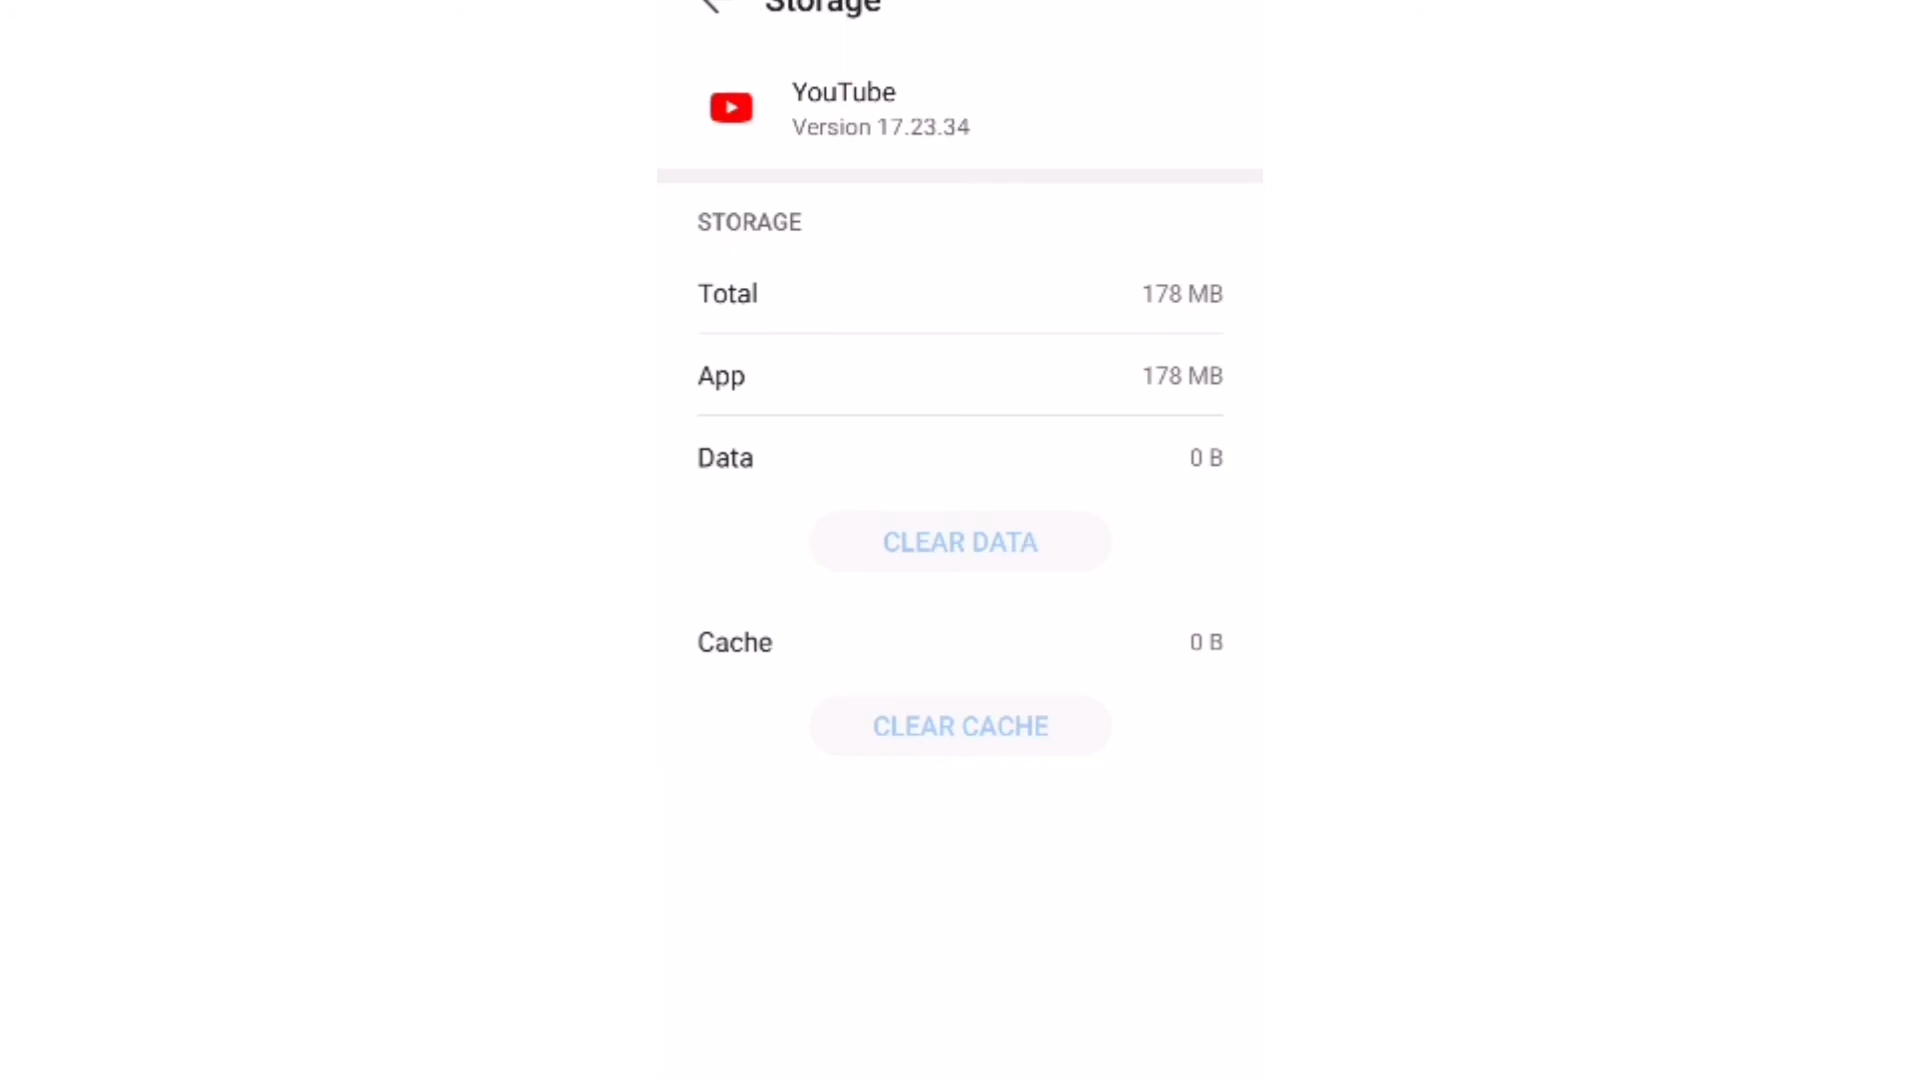 Storage
YouTube
Version 17.23.34
STORAGE
Total 178 MB
App 178 MB
Data 0 B
CLEAR DATA
Cache 0 B
CLEAR CACHE